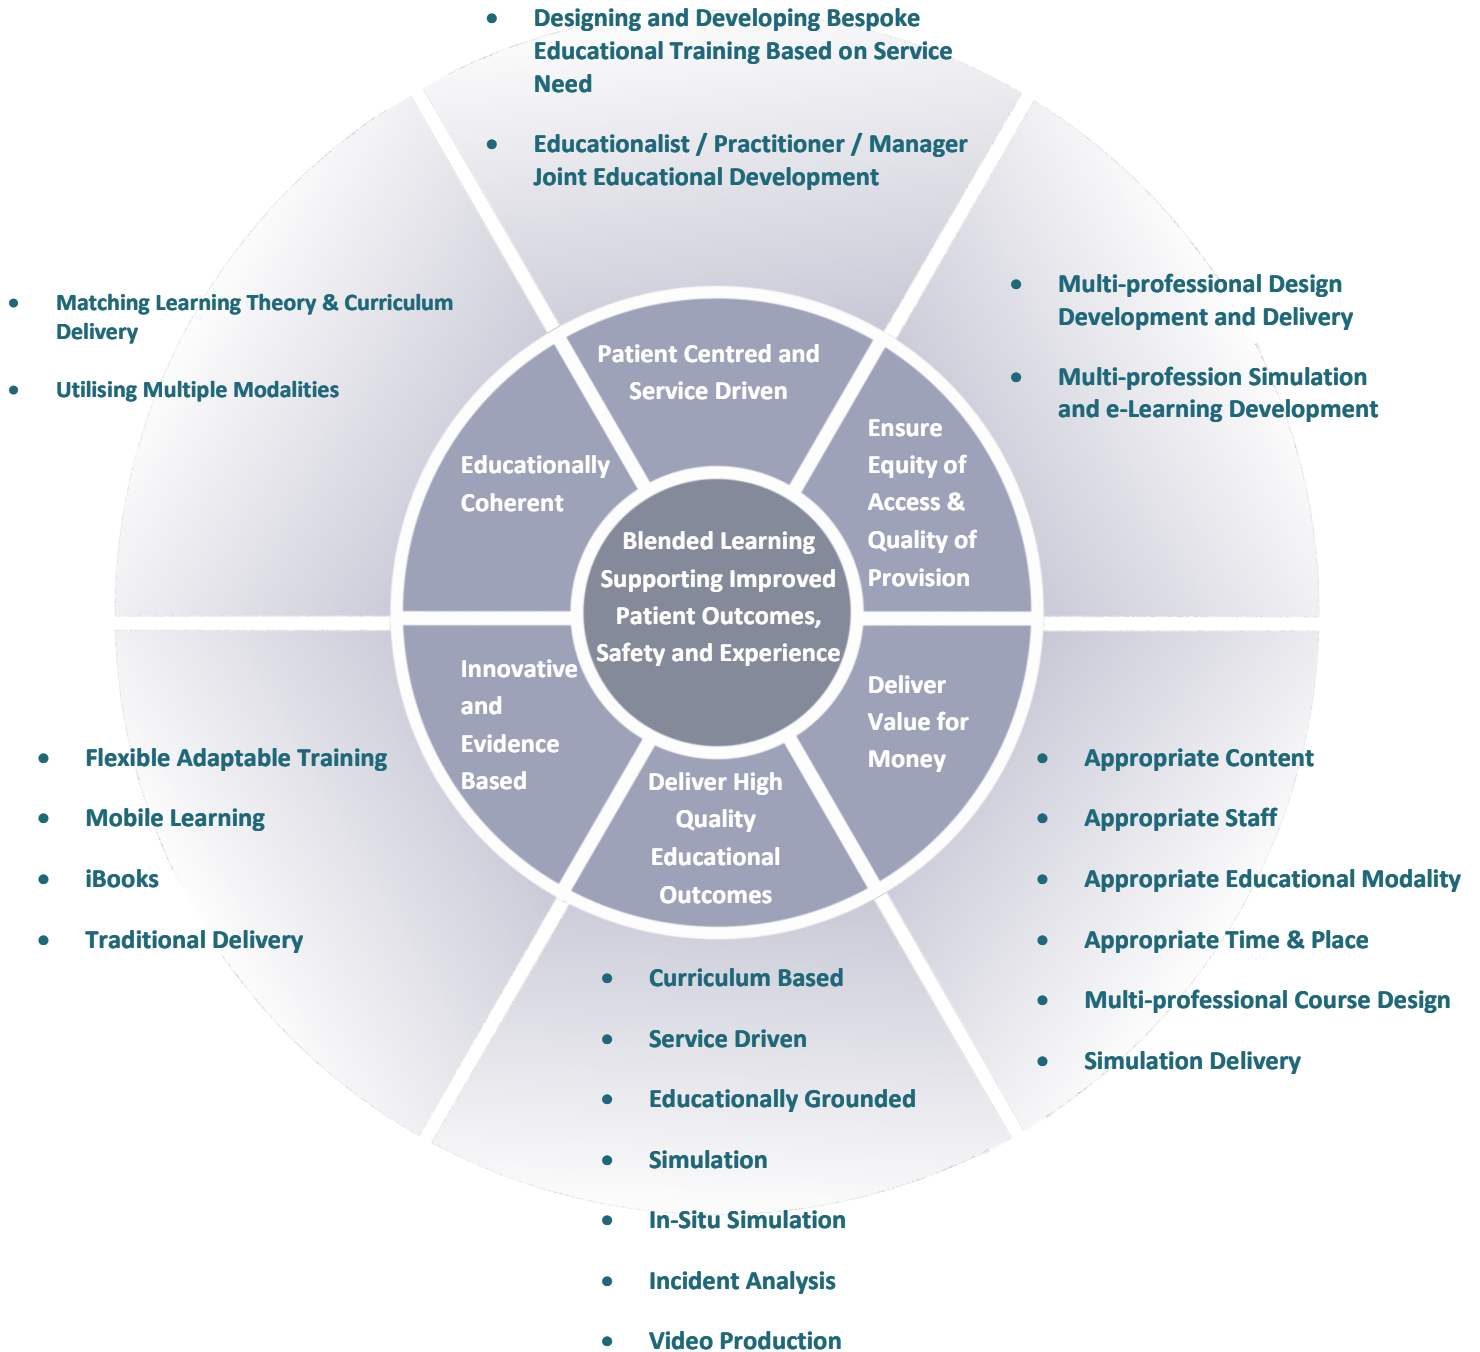 • Designing and Developing Bespoke
Educational Training Based on Service
Need
• Educationalist / Practitioner / Manager
Joint Educational Development
• Matching Learning Theory & Curriculum
Delivery
• Utilising Multiple Modalities
• Multi-professional Design
Development and Delivery
• Multi-profession Simulation
and e-Learning Development
Patient Centred and
Service Driven
Educationally
Coherent
Ensure
Equity of
Access &
Quality of
Provision
Blended Learning
Supporting Improved
Patient Outcomes,
Safety and Experience
Innovative
and
Evidence
Based
Deliver
Value for
Money
Deliver High
Quality
Educational
Outcomes
• Flexible Adaptable Training
• Mobile Learning
• iBooks
• Traditional Delivery
• Appropriate Content
• Appropriate Staff
• Appropriate Educational Modality
• Appropriate Time & Place
• Multi-professional Course Design
• Simulation Delivery
• Curriculum Based
• Service Driven
• Educationally Grounded
• Simulation
• In-Situ Simulation
• Incident Analysis
• Video Production